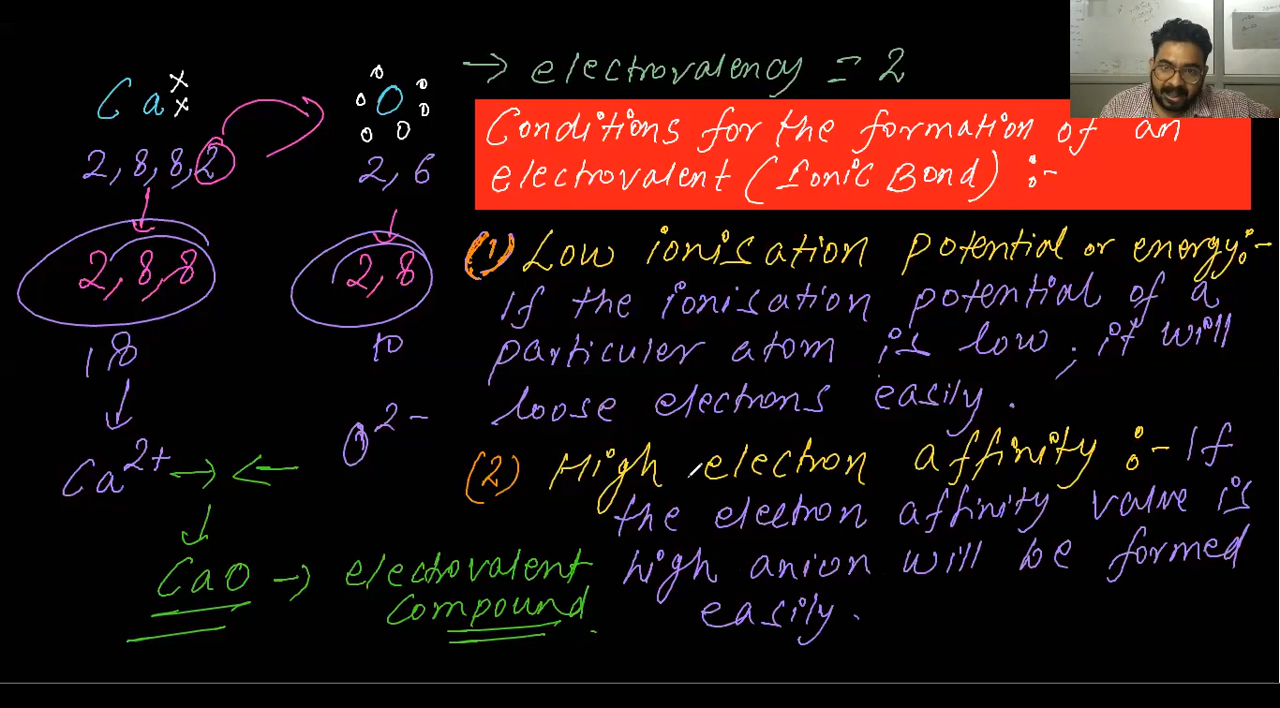 Ca
O
2, 8, 8, 2
2, 6
2, 8, 8
2, 8
18
10
Ca2+
O2-
CaO → electrovalent
compound.
→ electrovalency = 2
Conditions for the formation of an
electrovalent (Ionic Bond) :-
(1) Low ionisation potential or energy:-
If the ionisation potential of a
particuler atom is low, it will
loose electrons easily.
(2) High electron affinity :- If
the electron affinity value is
high anion will be formed
easily.